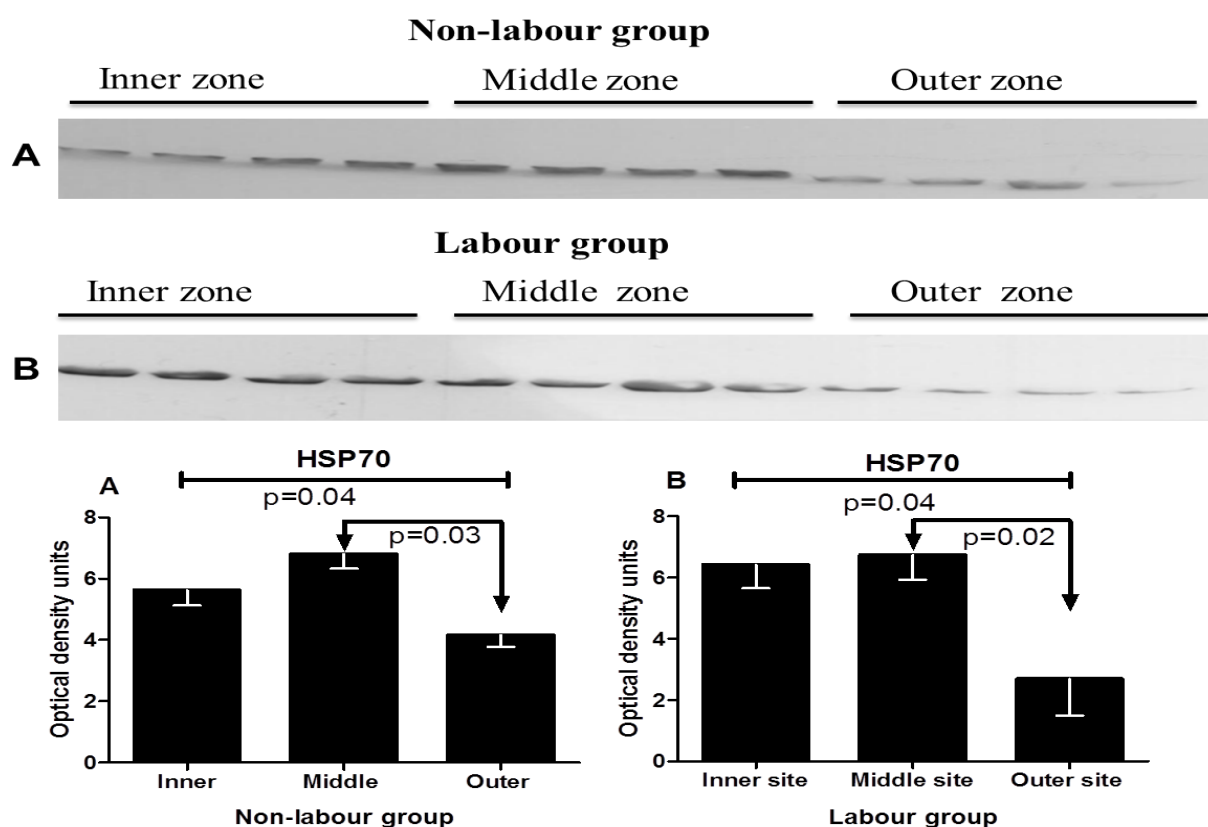 Non-labour group
Inner zone Middle zone Outer zone
A
Labour group
Inner zone Middle zone Outer zone
B
A HSP70
p=0.04
p=0.03
8
6
4
2
0
Optical density units
Inner Middle Outer
Non-labour group
B HSP70
p=0.04
p=0.02
8
6
4
2
0
Optical density units
Inner site Middle site Outer site
Labour group